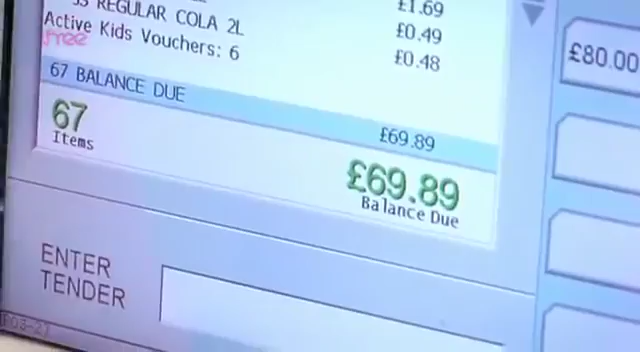 £1.69
JS REGULAR COLA 2L £0.49
£0.48
Active Kids Vouchers: 6
free
67 BALANCE DUE £69.89
67
Items
£69.89
Balance Due
ENTER
TENDER
£80.00